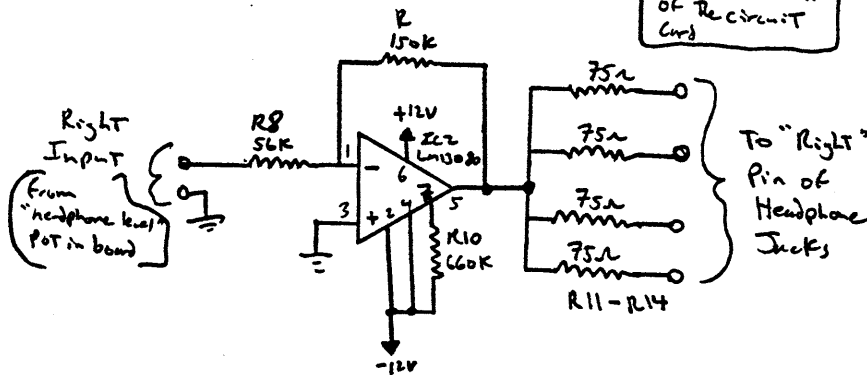 of the circuit
card
R
150K
Right
Input
(from
"headphone level"
POT in board)
R8
56K
+12V
IC2
LM13080
1
-
6
7
5
3
+
2
4
R10
660K
-12V
75Ω
75Ω
75Ω
75Ω
R11-R14
To "Right"
Pin of
Headphone
Jacks